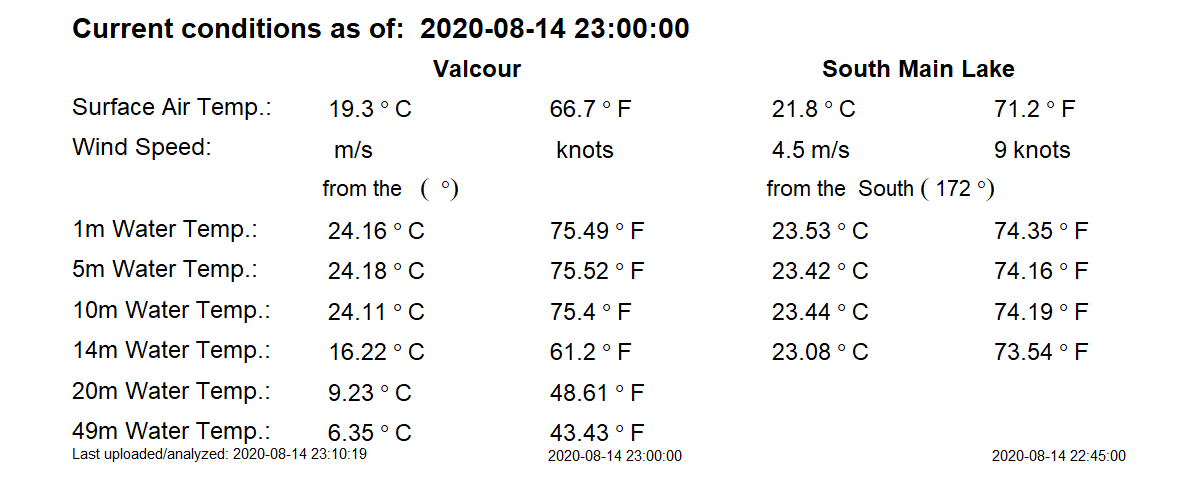 Current conditions as of: 2020-08-14 23:00:00
Valcour South Main Lake
Surface Air Temp.: 19.3 ° C 66.7 ° F 21.8 ° C 71.2 ° F
Wind Speed: m/s knots 4.5 m/s 9 knots
from the ( °) from the South ( 172 °)
1m Water Temp.: 24.16 ° C 75.49 ° F 23.53 ° C 74.35 ° F
5m Water Temp.: 24.18 ° C 75.52 ° F 23.42 ° C 74.16 ° F
10m Water Temp.: 24.11 ° C 75.4 ° F 23.44 ° C 74.19 ° F
14m Water Temp.: 16.22 ° C 61.2 ° F 23.08 ° C 73.54 ° F
20m Water Temp.: 9.23 ° C 48.61 ° F
49m Water Temp.: 6.35 ° C 43.43 ° F
Last uploaded/analyzed: 2020-08-14 23:10:19 2020-08-14 23:00:00 2020-08-14 22:45:00